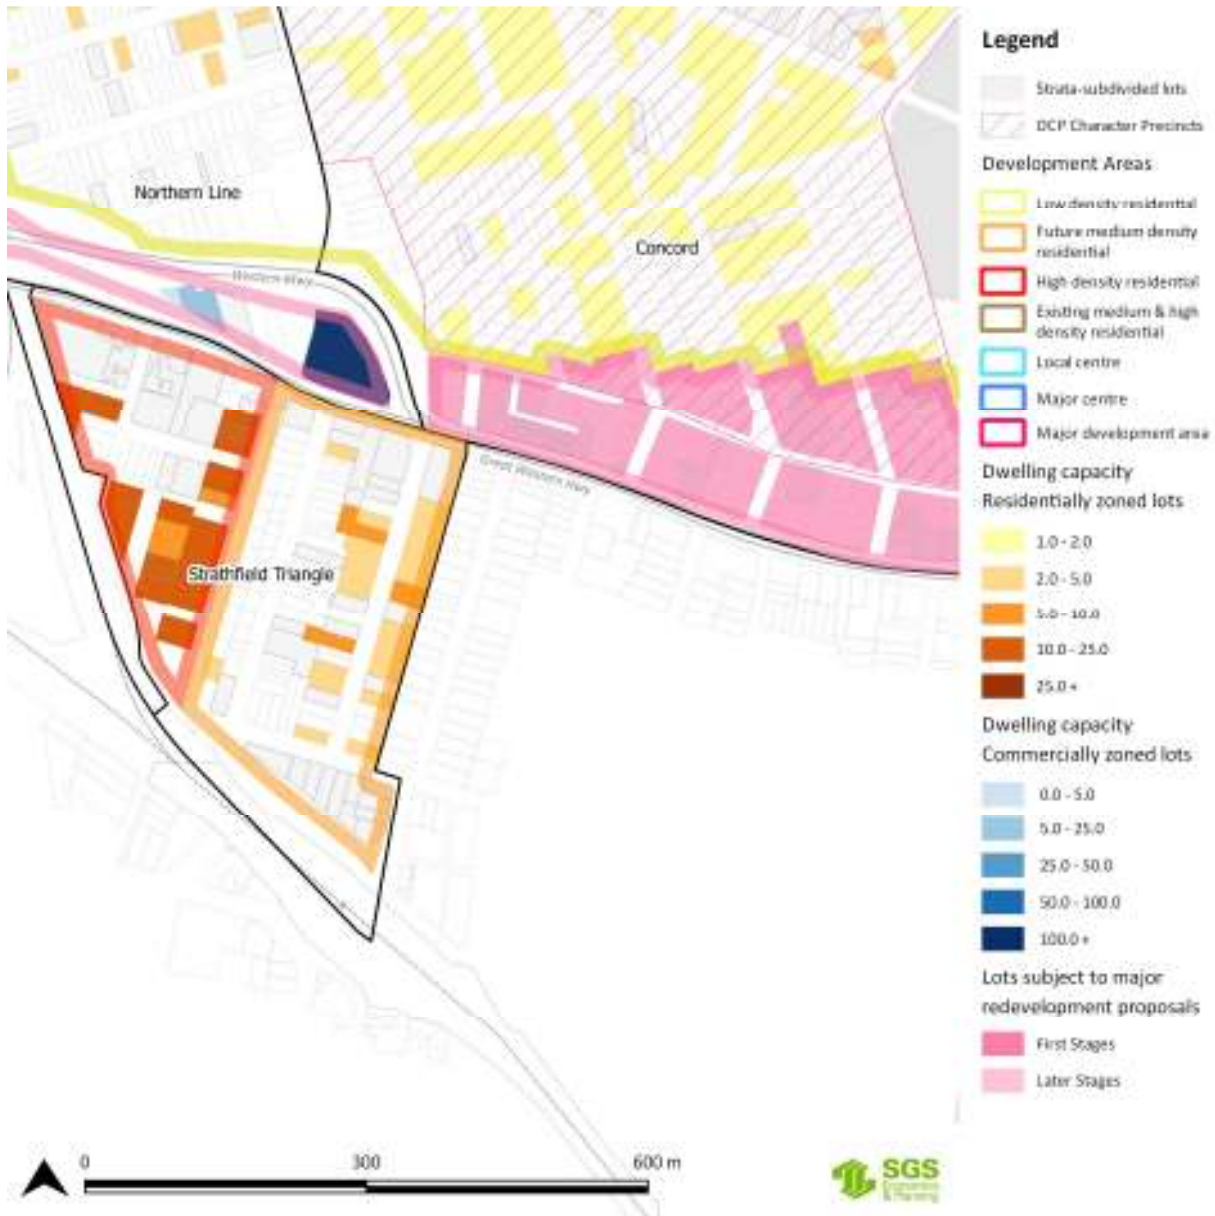 Northern Line
Western Hwy
Concord
Great Western Hwy
Strathfield Triangle
0 300 600 m
SGS
Economics
& Planning
Legend
Strata-subdivided lots
DCP Character Precincts
Development Areas
Low density residential
Future medium density
residential
High density residential
Existing medium & high
density residential
Local centre
Major centre
Major development area
Dwelling capacity
Residentially zoned lots
1.0 - 2.0
2.0 - 5.0
5.0 - 10.0
10.0 - 25.0
25.0 +
Dwelling capacity
Commercially zoned lots
0.0 - 5.0
5.0 - 25.0
25.0 - 50.0
50.0 - 100.0
100.0 +
Lots subject to major
redevelopment proposals
First Stages
Later Stages